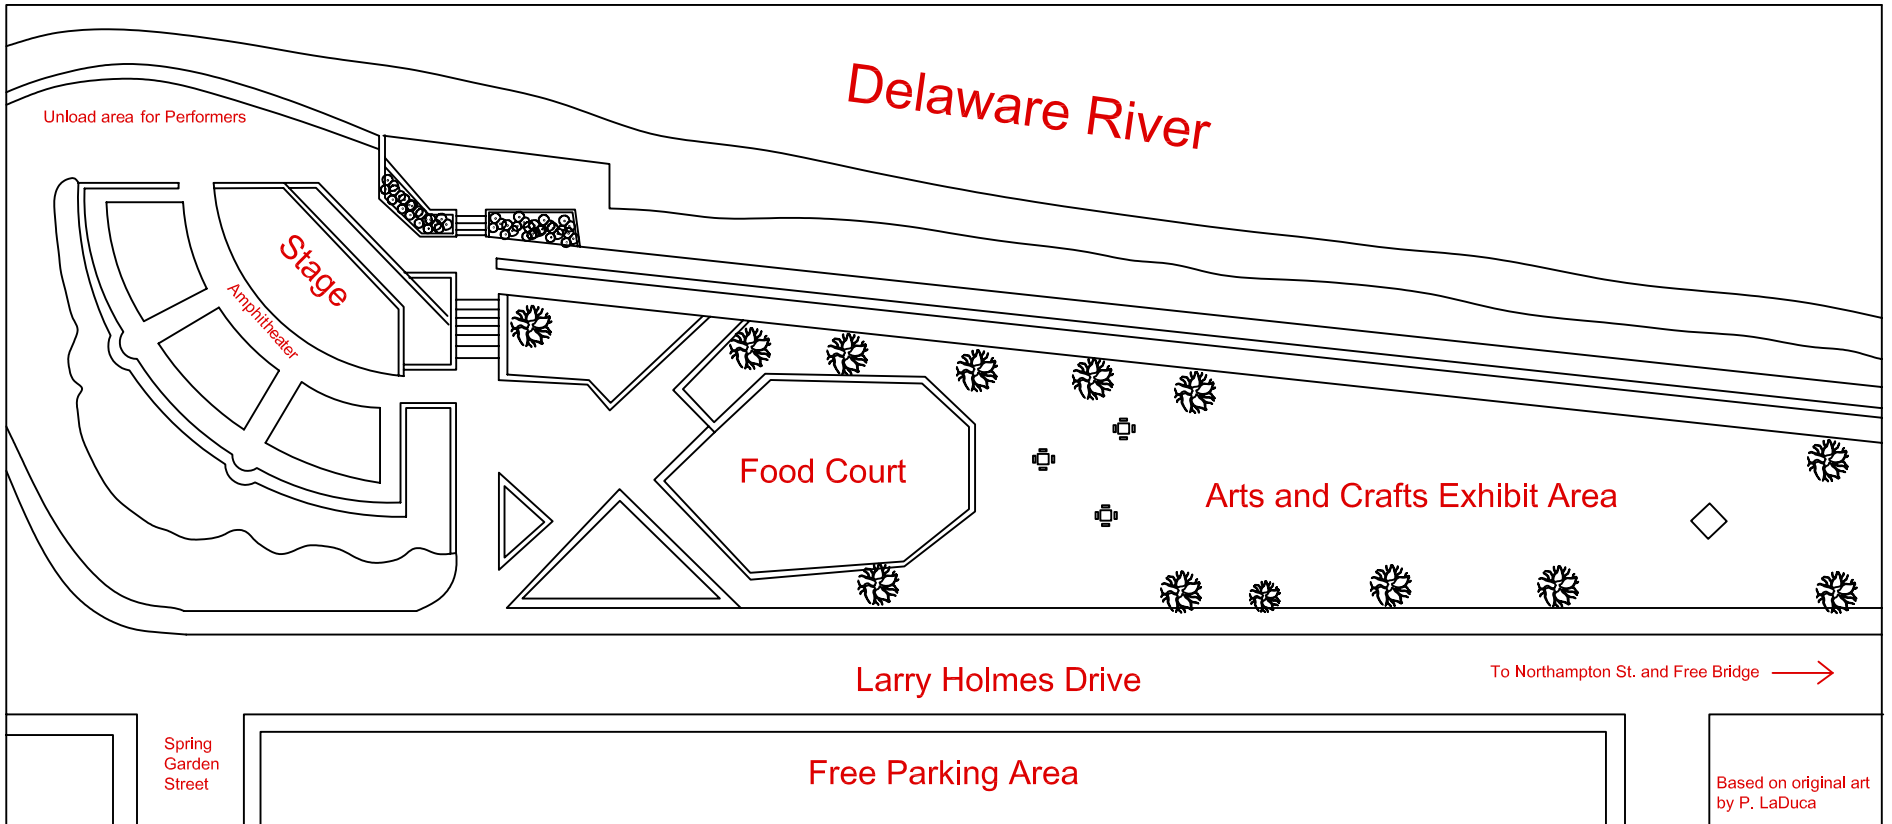 Delaware River
Unload area for Performers
Stage
Amphitheater
Food Court
Arts and Crafts Exhibit Area
Larry Holmes Drive
To Northampton St. and Free Bridge
Spring
Garden
Street
Free Parking Area
Based on original art
by P. LaDuca